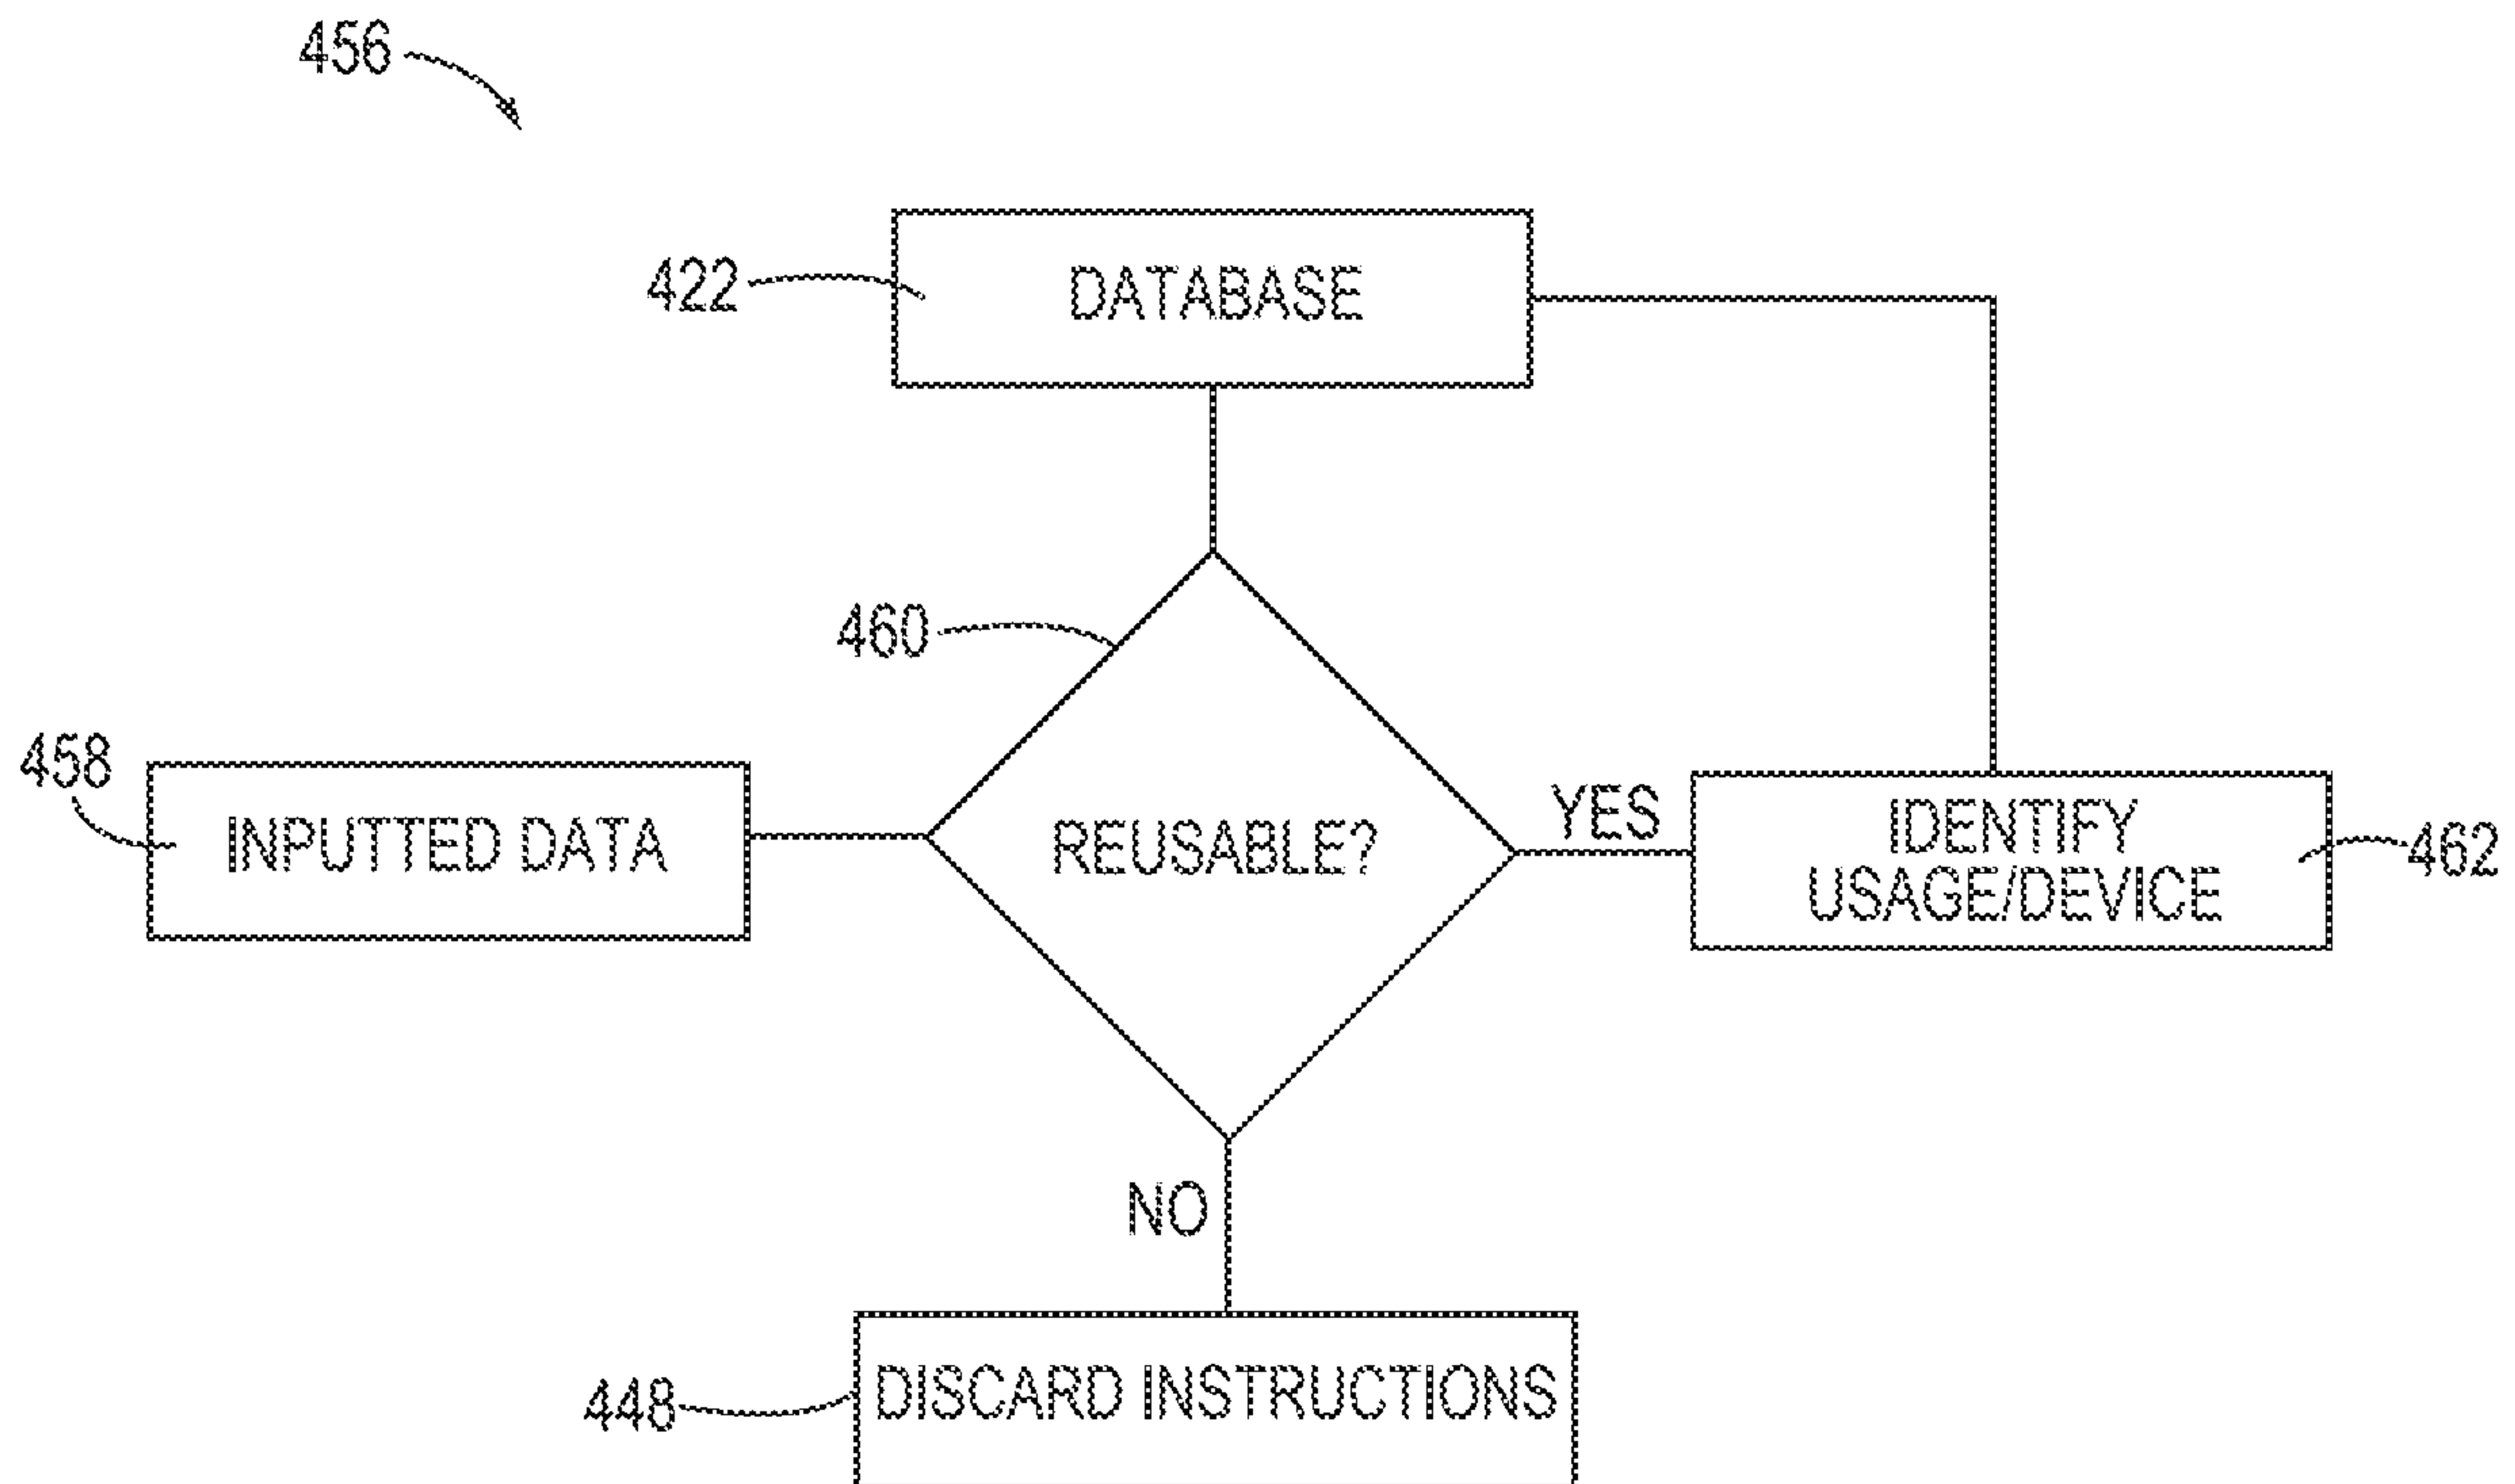 456
422
DATABASE
460
458
INPUTTED DATA
REUSABLE?
YES
IDENTIFY
USAGE/DEVICE
462
NO
448
DISCARD INSTRUCTIONS